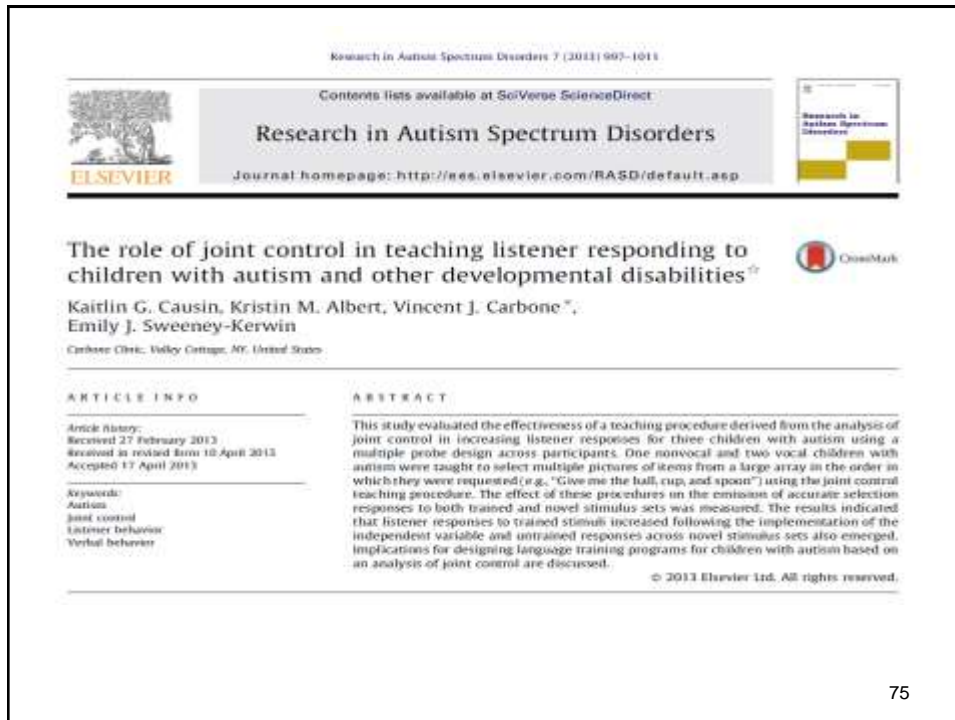 Research in Autism Spectrum Disorders 7 (2013) 997–1011
Contents lists available at SciVerse ScienceDirect
Research in Autism Spectrum Disorders
Journal homepage: http://ees.elsevier.com/RASD/default.asp
ELSEVIER
Research in
Autism Spectrum
Disorders
The role of joint control in teaching listener responding to
children with autism and other developmental disabilities☆
CrossMark
Kaitlin G. Causin, Kristin M. Albert, Vincent J. Carbone*,
Emily J. Sweeney-Kerwin
Carbone Clinic, Valley Cottage, NY, United States
ARTICLE INFO
Article history:
Received 27 February 2013
Received in revised form 10 April 2013
Accepted 17 April 2013
Keywords:
Autism
Joint control
Listener behavior
Verbal behavior
ABSTRACT
This study evaluated the effectiveness of a teaching procedure derived from the analysis of
joint control in increasing listener responses for three children with autism using a
multiple probe design across participants. One nonvocal and two vocal children with
autism were taught to select multiple pictures of items from a large array in the order in
which they were requested (e.g., "Give me the ball, cup, and spoon") using the joint control
teaching procedure. The effect of these procedures on the emission of accurate selection
responses to both trained and novel stimulus sets was measured. The results indicated
that listener responses to trained stimuli increased following the implementation of the
independent variable and untrained responses across novel stimulus sets also emerged.
Implications for designing language training programs for children with autism based on
an analysis of joint control are discussed.
© 2013 Elsevier Ltd. All rights reserved.
75